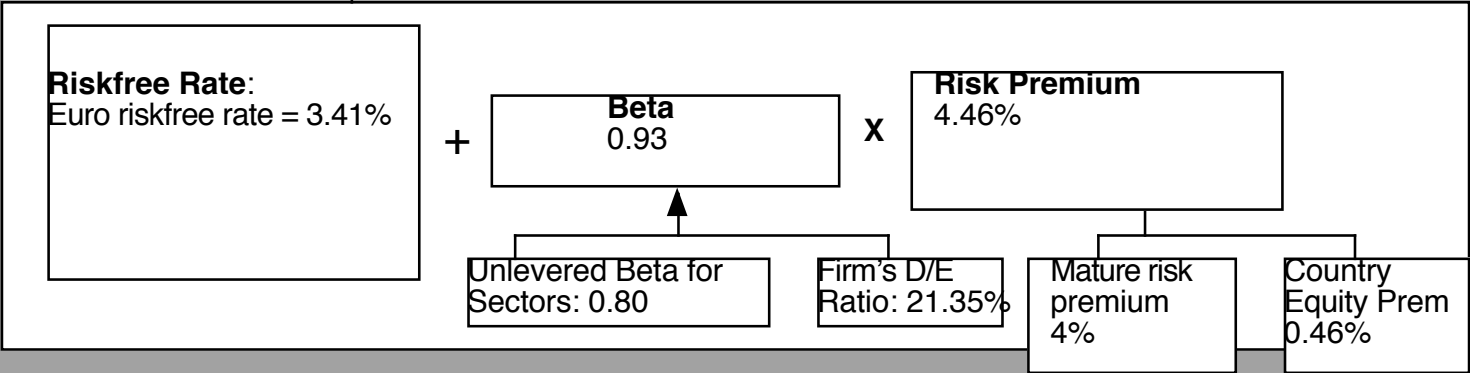 Riskfree Rate:
Euro riskfree rate = 3.41%
+
Beta
0.93
X
Risk Premium
4.46%
Unlevered Beta for
Sectors: 0.80
Firm's D/E
Ratio: 21.35%
Mature risk
premium
4%
Country
Equity Prem
0.46%